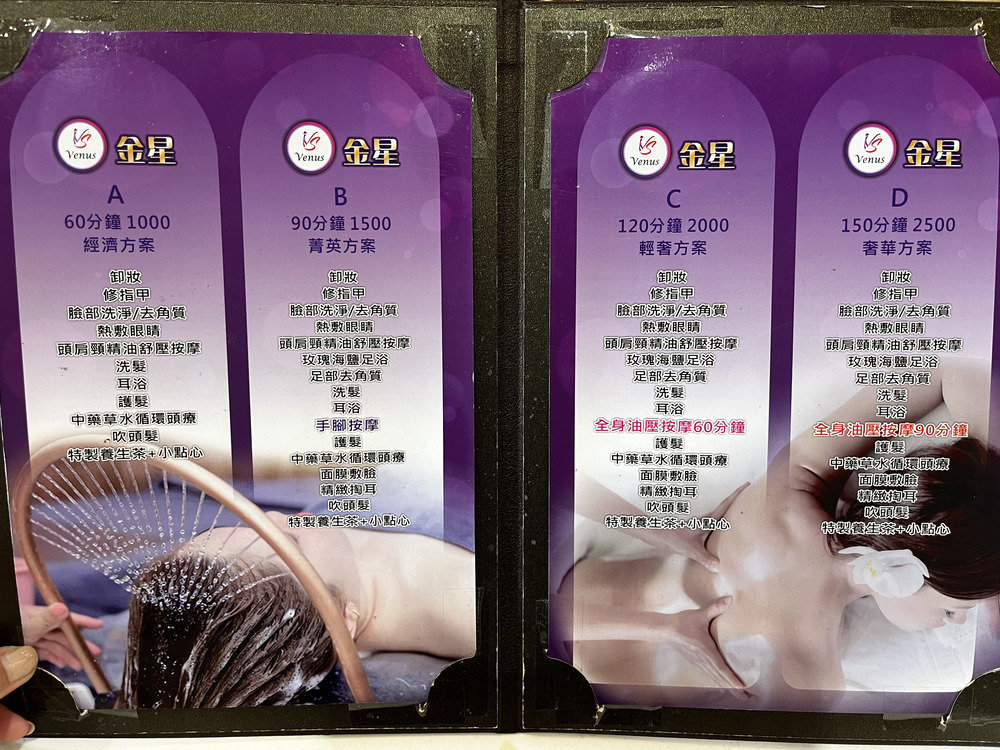 Venus 金星
A
60分鐘 1000
經濟方案
卸妝
修指甲
臉部洗淨/去角質
熱敷眼睛
頭肩頸精油舒壓按摩
洗髮
耳浴
護髮
中藥草水循環頭療
吹頭髮
特製養生茶+小點心
Venus 金星
B
90分鐘 1500
菁英方案
卸妝
修指甲
臉部洗淨/去角質
熱敷眼睛
頭肩頸精油舒壓按摩
玫瑰海鹽足浴
足部去角質
洗髮
耳浴
手腳按摩
護髮
中藥草水循環頭療
面膜敷臉
精緻掏耳
吹頭髮
特製養生茶+小點心
Venus 金星
C
120分鐘 2000
輕奢方案
卸妝
修指甲
臉部洗淨/去角質
熱敷眼睛
頭肩頸精油舒壓按摩
玫瑰海鹽足浴
足部去角質
洗髮
耳浴
全身油壓按摩60分鐘
護髮
中藥草水循環頭療
面膜敷臉
精緻掏耳
吹頭髮
特製養生茶+小點心
Venus 金星
D
150分鐘 2500
奢華方案
卸妝
修指甲
臉部洗淨/去角質
熱敷眼睛
頭肩頸精油舒壓按摩
玫瑰海鹽足浴
足部去角質
洗髮
耳浴
全身油壓按摩90分鐘
護髮
中藥草水循環頭療
面膜敷臉
精緻掏耳
吹頭髮
特製養生茶+小點心